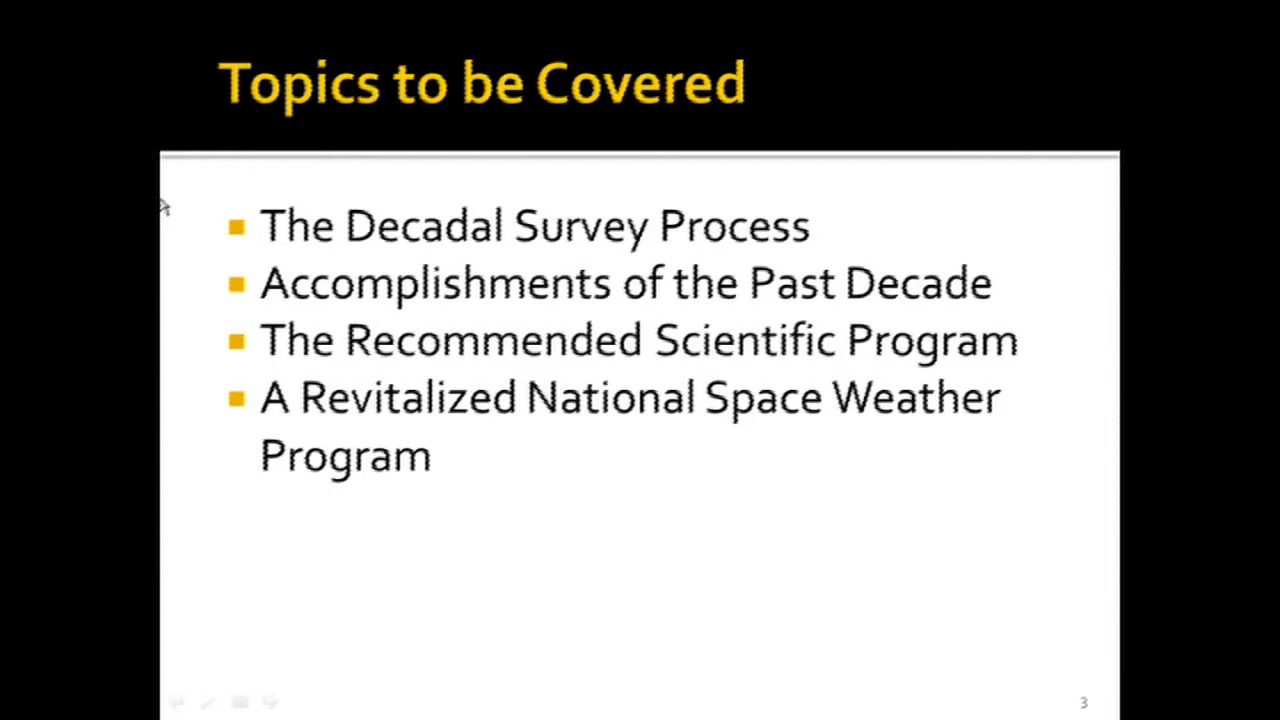 Topics to be Covered
The Decadal Survey Process
Accomplishments of the Past Decade
The Recommended Scientific Program
A Revitalized National Space Weather
Program
3